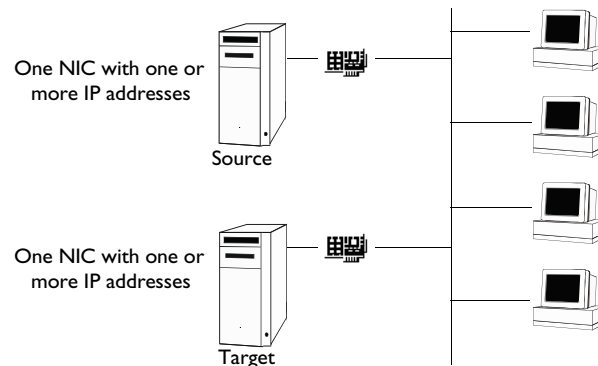 One NIC with one or
more IP addresses
Source
One NIC with one or
more IP addresses
Target